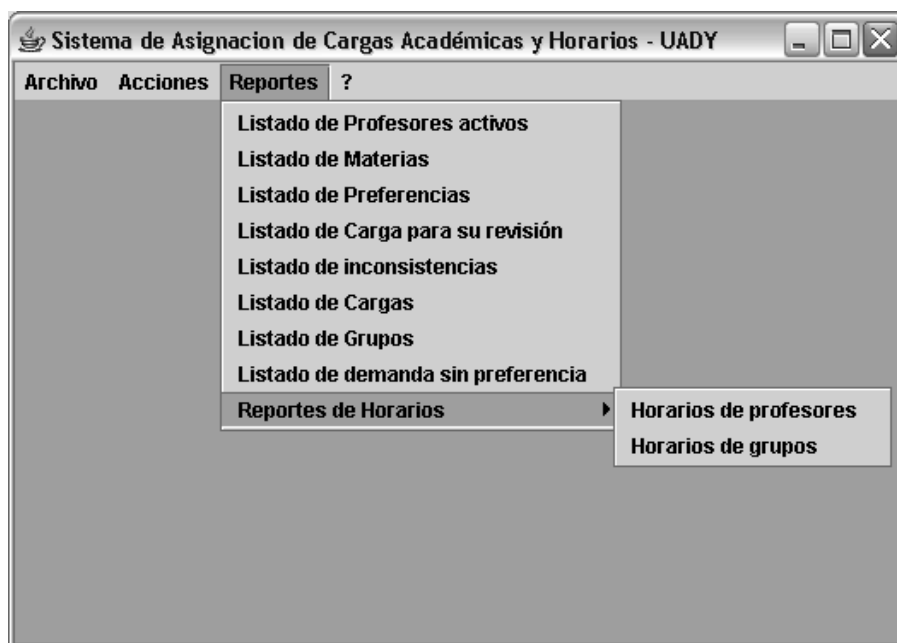 Sistema de Asignacion de Cargas Académicas y Horarios - UADY
Archivo Acciones Reportes ?
Listado de Profesores activos
Listado de Materias
Listado de Preferencias
Listado de Carga para su revisión
Listado de inconsistencias
Listado de Cargas
Listado de Grupos
Listado de demanda sin preferencia
Reportes de Horarios
Horarios de profesores
Horarios de grupos